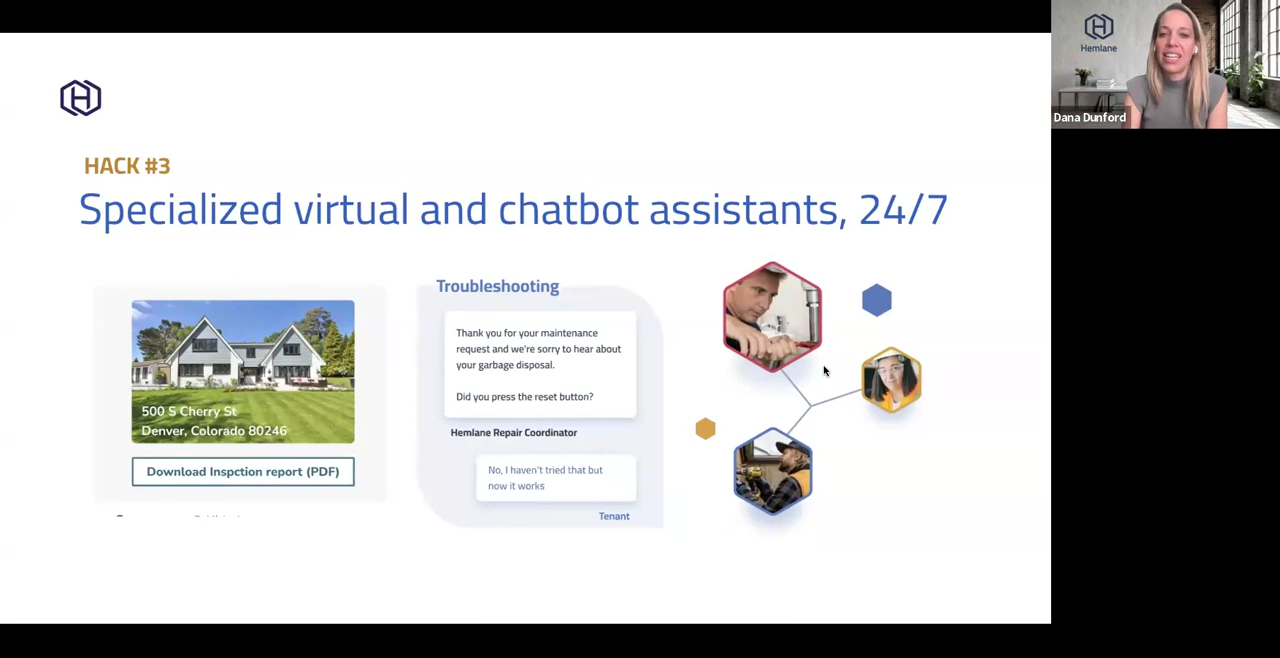 Hemlane
Dana Dunford
HACK #3
Specialized virtual and chatbot assistants, 24/7
500 S Cherry St
Denver, Colorado 80246
Download Inspction report (PDF)
Troubleshooting
Thank you for your maintenance
request and we're sorry to hear about
your garbage disposal.
Did you press the reset button?
Hemlane Repair Coordinator
No, I haven't tried that but
now it works
Tenant